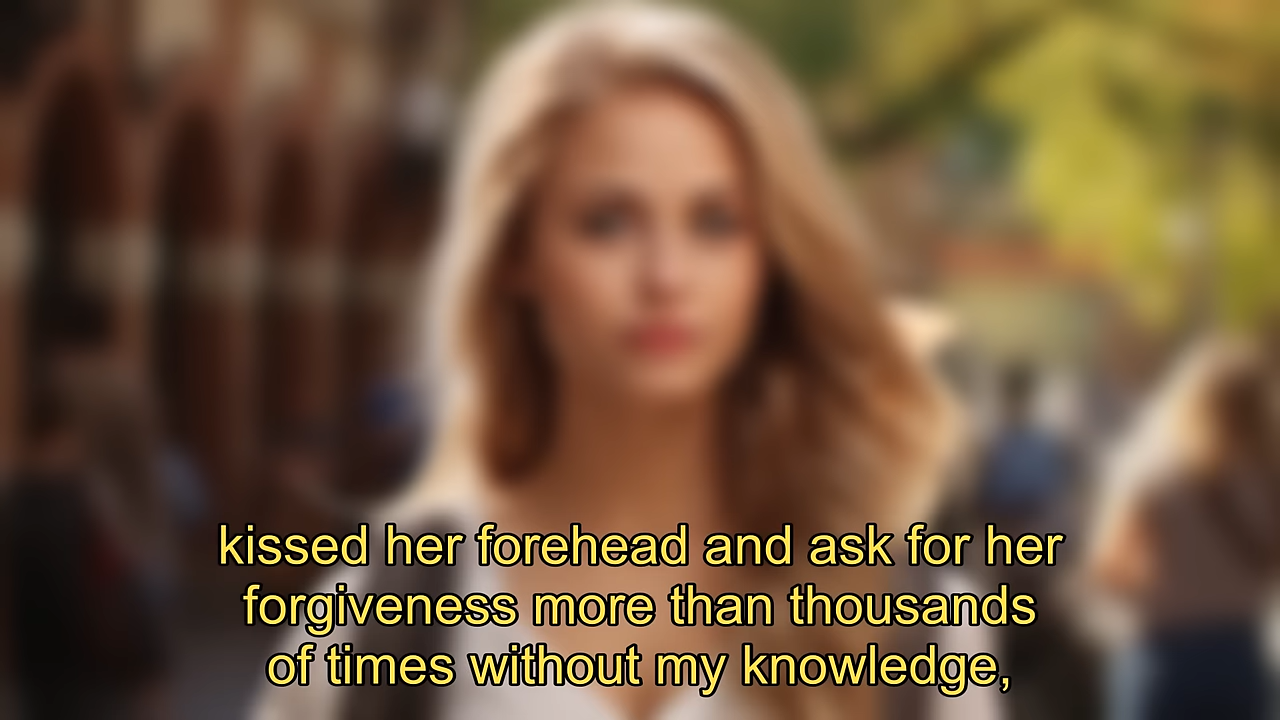 kissed her forehead and ask for her
forgiveness more than thousands
of times without my knowledge,